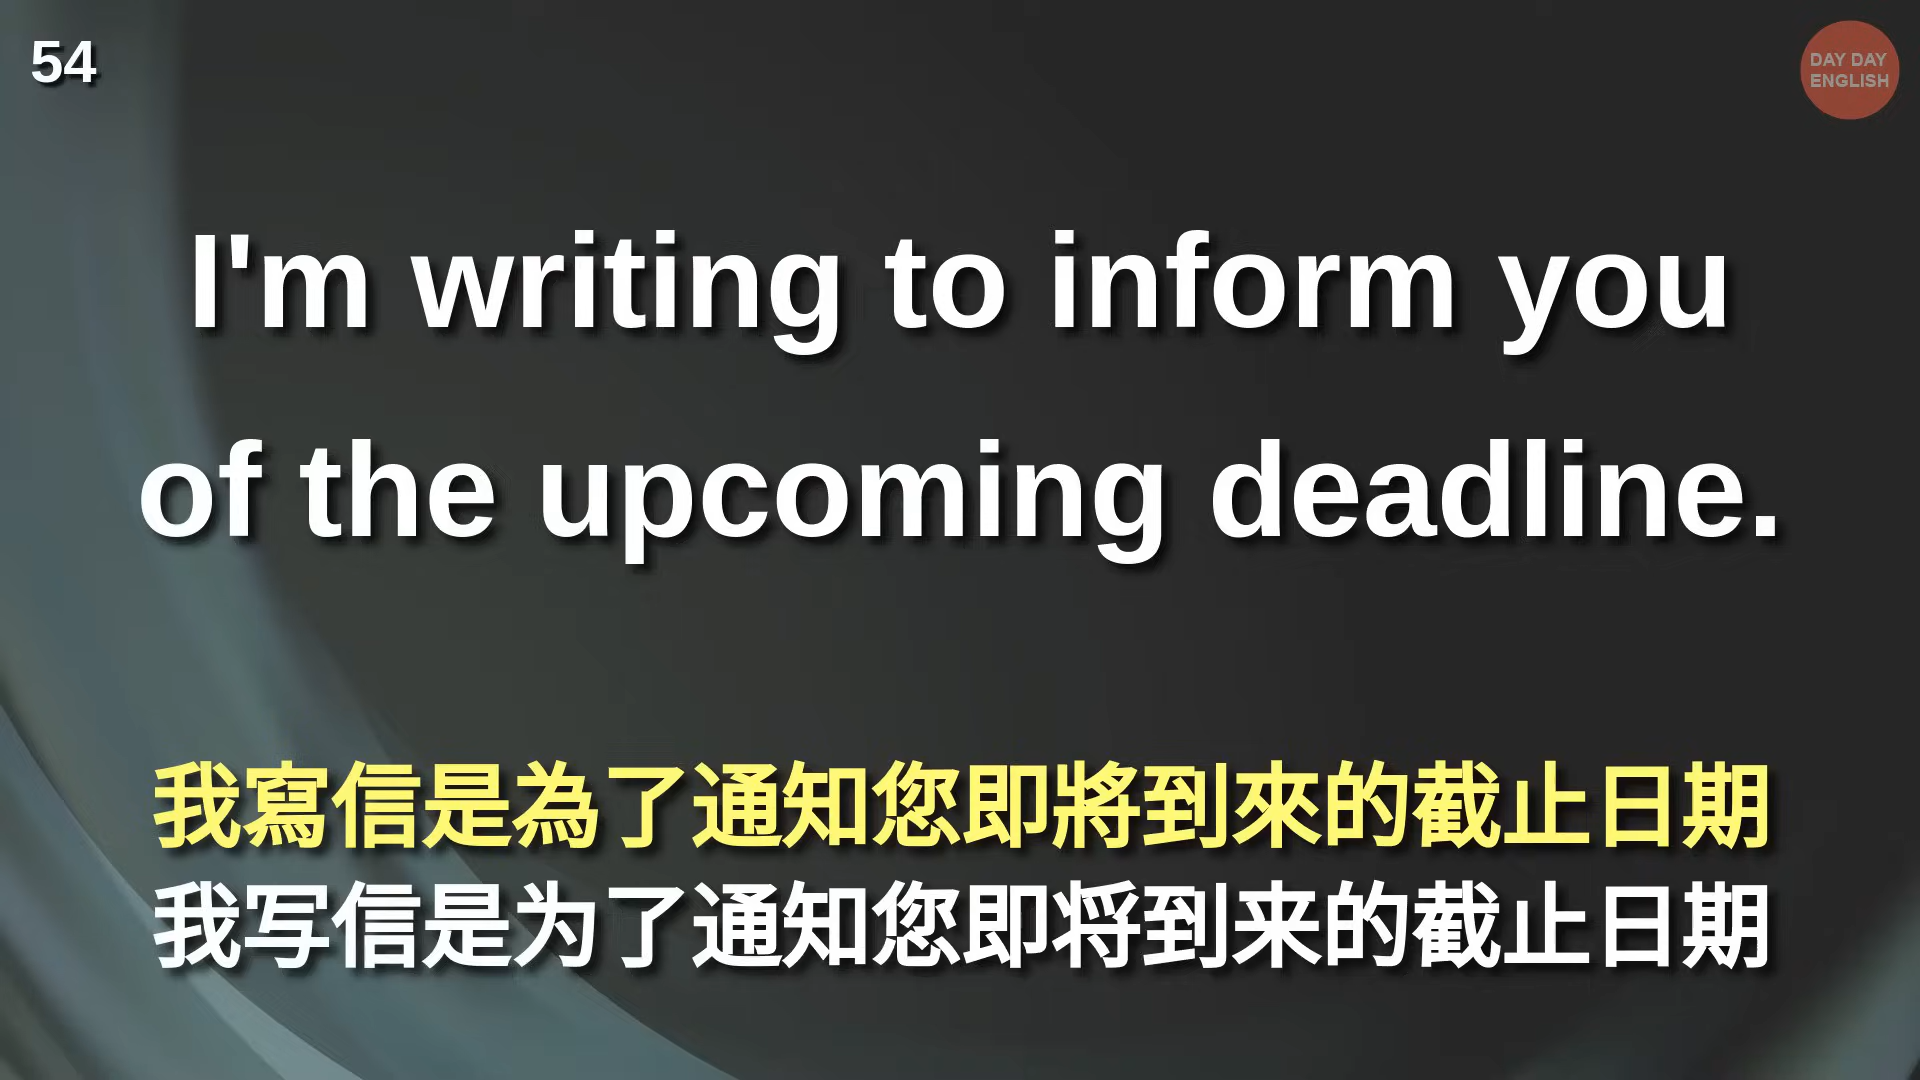 54
DAY DAY
ENGLISH
I'm writing to inform you
of the upcoming deadline.
我寫信是為了通知您即將到來的截止日期
我写信是为了通知您即将到来的截止日期